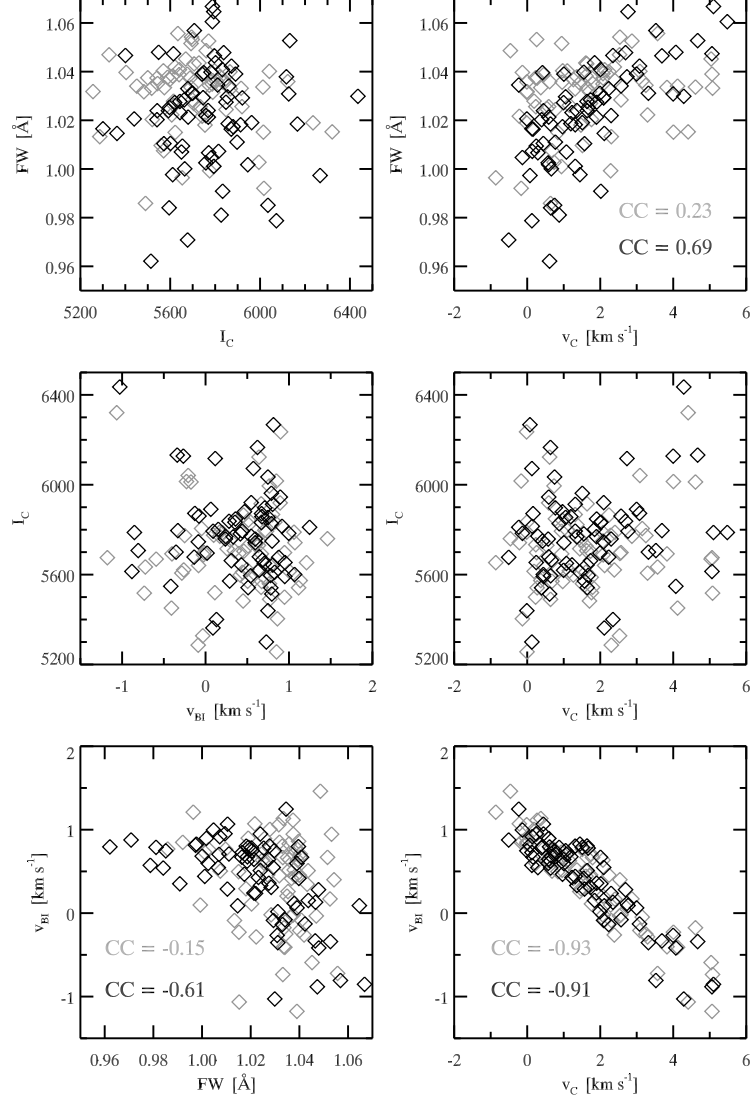 1.06
1.04
1.02
1.00
0.98
0.96
FW [Å]
5200 5600 6000 6400
I_C
1.06
1.04
1.02
1.00
0.98
0.96
FW [Å]
CC = 0.23
CC = 0.69
-2 0 2 4 6
v_C [km s⁻¹]
6400
6000
5600
5200
I_C
-1 0 1 2
v_BI [km s⁻¹]
6400
6000
5600
5200
I_C
-2 0 2 4 6
v_C [km s⁻¹]
2
1
0
-1
v_BI [km s⁻¹]
CC = -0.15
CC = -0.61
0.96 0.98 1.00 1.02 1.04 1.06
FW [Å]
2
1
0
-1
v_BI [km s⁻¹]
CC = -0.93
CC = -0.91
-2 0 2 4 6
v_C [km s⁻¹]